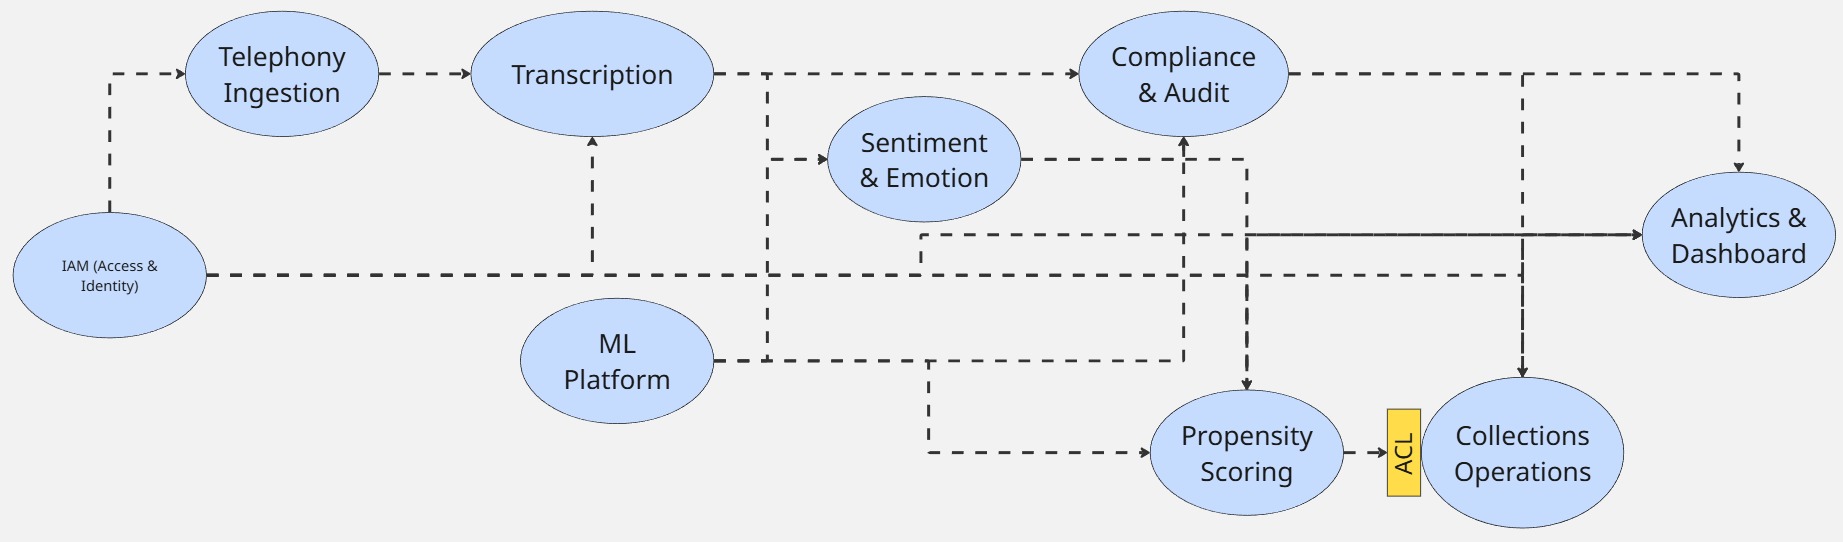 Telephony
Ingestion
Transcription
Compliance
& Audit
Sentiment
& Emotion
Analytics &
Dashboard
IAM (Access &
Identity)
ML
Platform
Propensity
Scoring
ACL
Collections
Operations